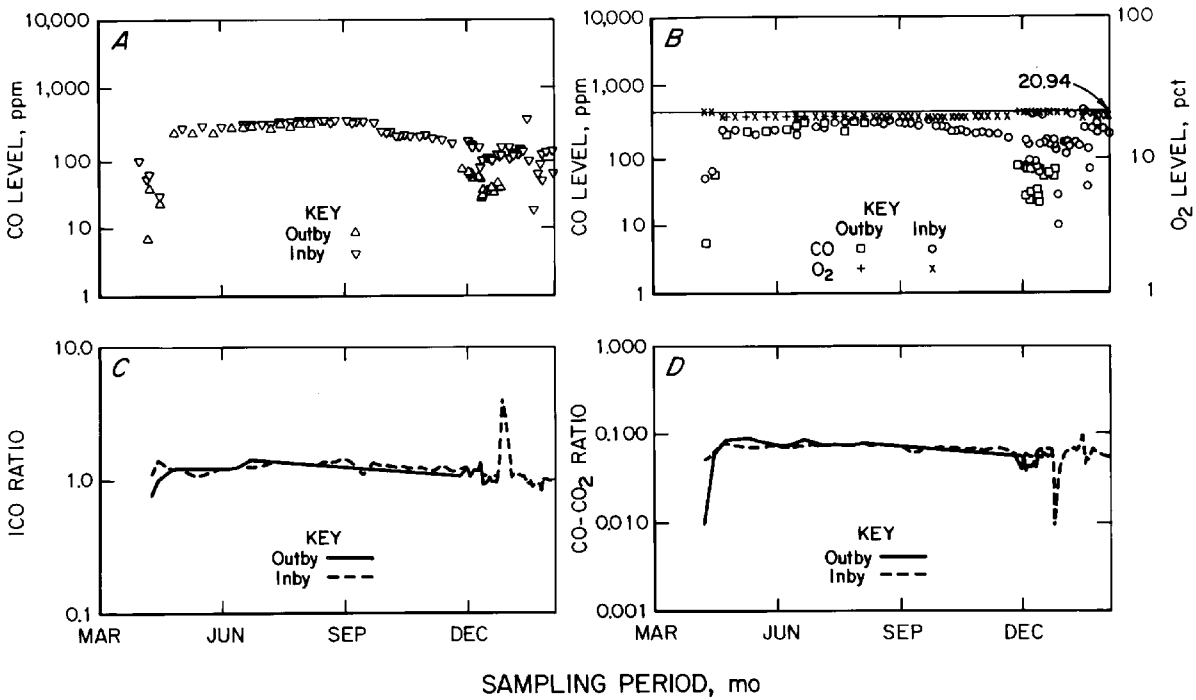 A
10,000
1,000
100
10
1
CO LEVEL, ppm
KEY
Outby △
Inby ▽
B
10,000
1,000
100
10
1
CO LEVEL, ppm
100
10
1
O₂ LEVEL, pct
20.94
KEY
Outby Inby
CO □ ○
O₂ + x
C
10.0
1.0
0.1
ICO RATIO
KEY
Outby
Inby
MAR JUN SEP DEC
D
1.000
0.100
0.010
0.001
CO-CO₂ RATIO
KEY
Outby
Inby
MAR JUN SEP DEC
SAMPLING PERIOD, mo